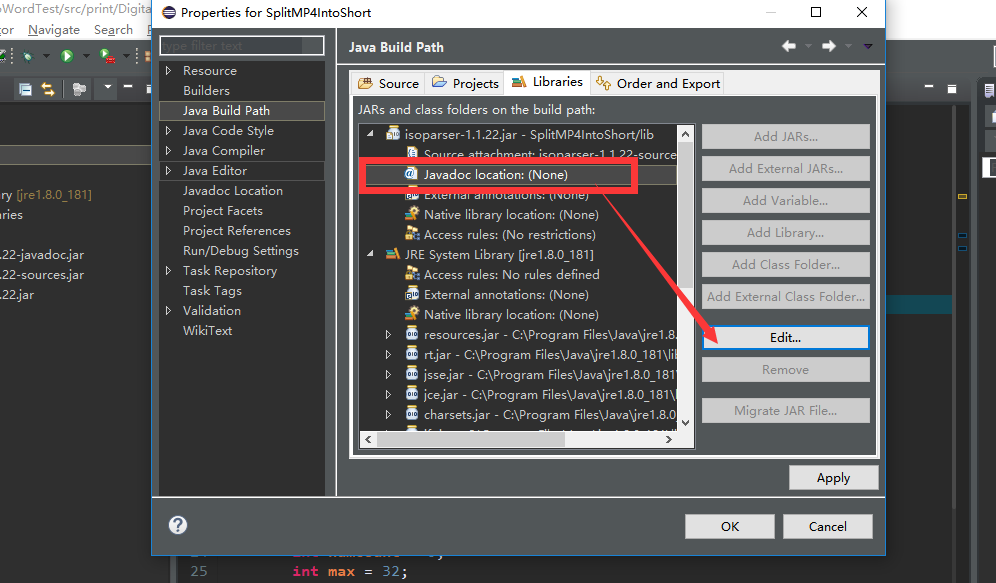 oWordTest/src/print/Digita
Properties for SplitMP4IntoShort
Navigate Search
type filter text
Java Build Path
Resource
Builders
Java Build Path
Java Code Style
Java Compiler
Java Editor
Javadoc Location
Project Facets
Project References
Run/Debug Settings
Task Repository
Task Tags
Validation
WikiText
Source Projects Libraries Order and Export
JARs and class folders on the build path:
isoparser-1.1.22.jar - SplitMP4IntoShort/lib
Source attachment: isoparser-1.1.22-source
Javadoc location: (None)
External annotations: (None)
Native library location: (None)
Access rules: (No restrictions)
JRE System Library [jre1.8.0_181]
Access rules: No rules defined
External annotations: (None)
Native library location: (None)
resources.jar - C:\Program Files\Java\jre1.8.
rt.jar - C:\Program Files\Java\jre1.8.0_181\li
jsse.jar - C:\Program Files\Java\jre1.8.0_181
jce.jar - C:\Program Files\Java\jre1.8.0_181\
charsets.jar - C:\Program Files\Java\jre1.8.0
Add JARs...
Add External JARs...
Add Variable...
Add Library...
Add Class Folder...
Add External Class Folder...
Edit...
Remove
Migrate JAR File...
Apply
OK Cancel
ry [jre1.8.0_181]
aries
.22-javadoc.jar
.22-sources.jar
.22.jar
25 int max = 32;